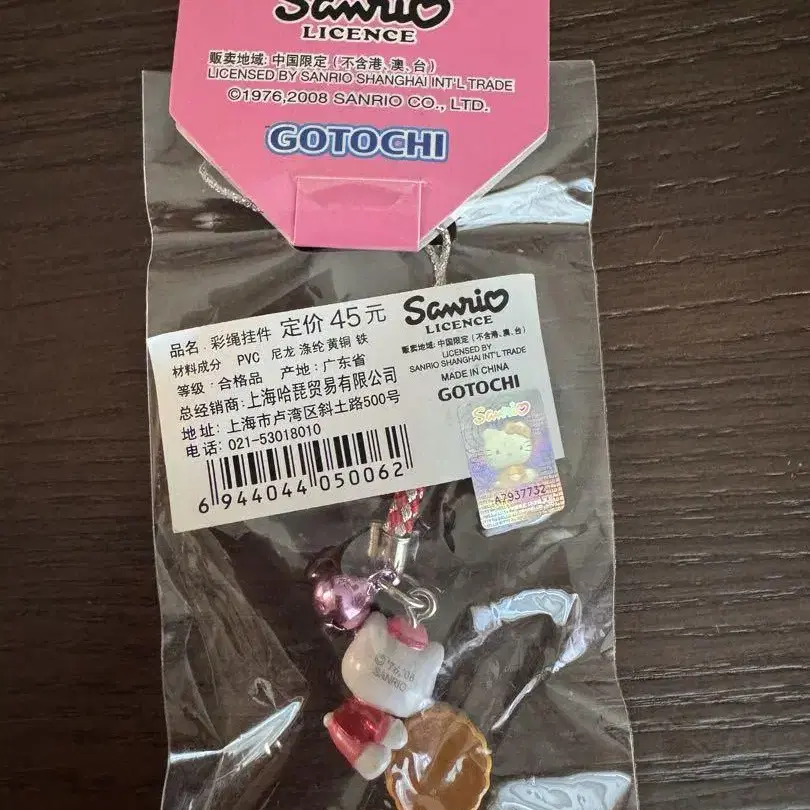 Sanrio
LICENCE
贩卖地域: 中国限定 (不含港、澳、台)
LICENSED BY SANRIO SHANGHAI INT'L TRADE
©1976,2008 SANRIO CO., LTD.
GOTOCHI
品名: 彩绳挂件 定价 45元
材料成分 PVC 尼龙 涤纶 黄铜 铁
等级: 合格品 产地: 广东省
总经销商: 上海哈琵贸易有限公司
地址: 上海市卢湾区斜土路500号
电话: 021-53018010
6 944044 050062
Sanrio
LICENCE
贩卖地域: 中国限定 (不含港、澳、台)
LICENSED BY
SANRIO SHANGHAI INT'L TRADE
MADE IN CHINA
GOTOCHI
Sanrio
A7937732
©'76,'08
SANRIO